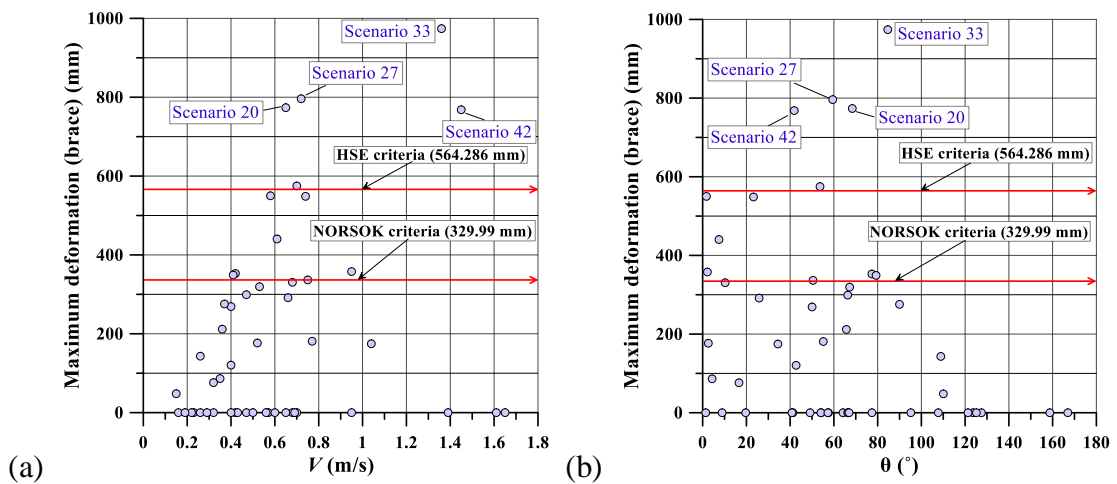 1000
800
600
400
200
0
Maximum deformation (brace) (mm)
Scenario 33
Scenario 27
Scenario 20
Scenario 42
HSE criteria (564.286 mm)
NORSOK criteria (329.99 mm)
0 0.2 0.4 0.6 0.8 1 1.2 1.4 1.6 1.8
V (m/s)
(a)
1000
800
600
400
200
0
Maximum deformation (brace) (mm)
Scenario 33
Scenario 27
Scenario 20
Scenario 42
HSE criteria (564.286 mm)
NORSOK criteria (329.99 mm)
0 20 40 60 80 100 120 140 160 180
θ (°)
(b)